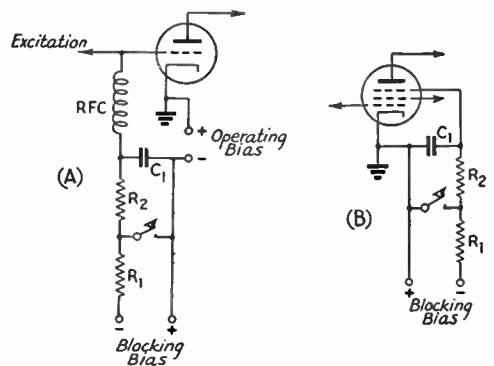 Excitation
RFC
+ Operating
- Bias
C1
(A)
R2
R1
- +
Blocking
Bias
C1
R2
(B)
R1
+ -
Blocking
Bias